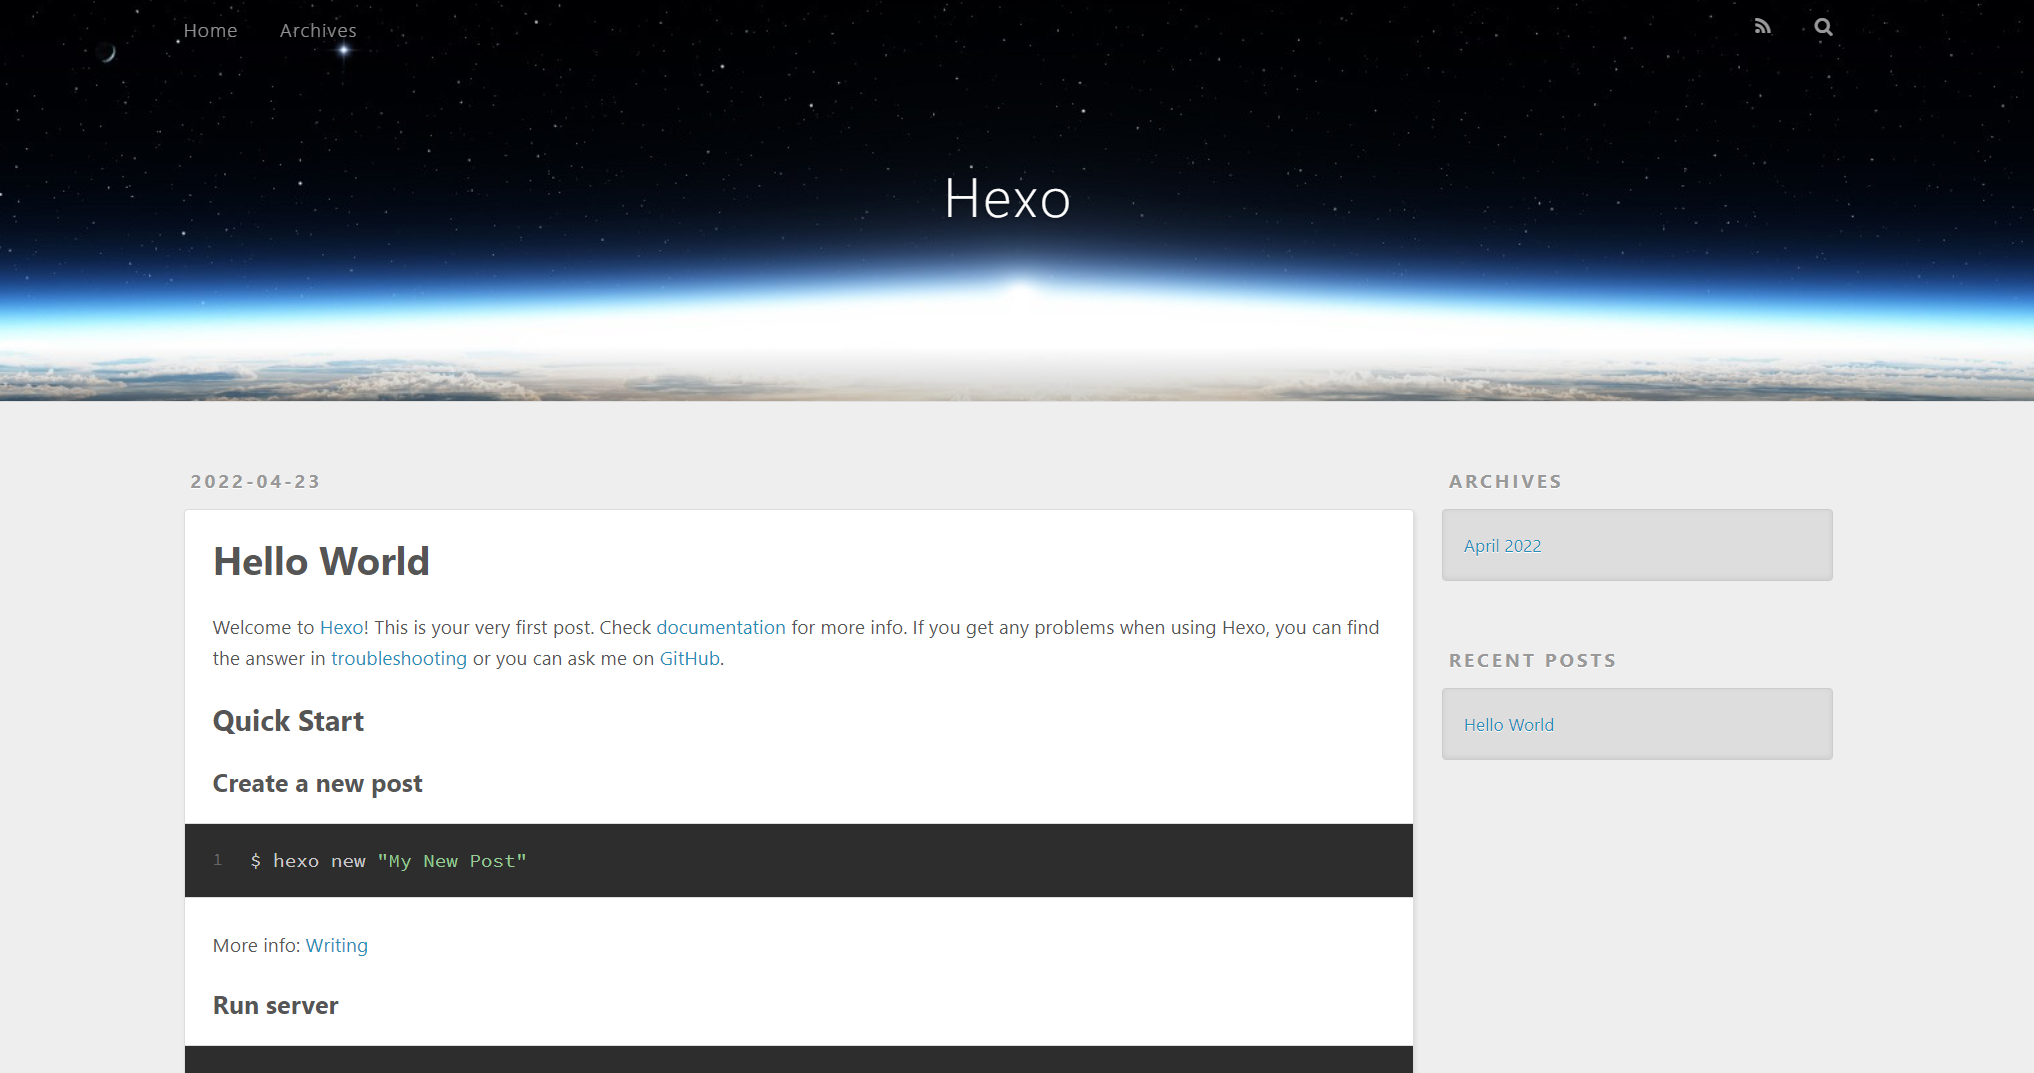 Home Archives
Hexo
2022-04-23
Hello World
Welcome to Hexo! This is your very first post. Check documentation for more info. If you get any problems when using Hexo, you can find
the answer in troubleshooting or you can ask me on GitHub.
Quick Start
Create a new post
1 $ hexo new "My New Post"
More info: Writing
Run server
ARCHIVES
April 2022
RECENT POSTS
Hello World